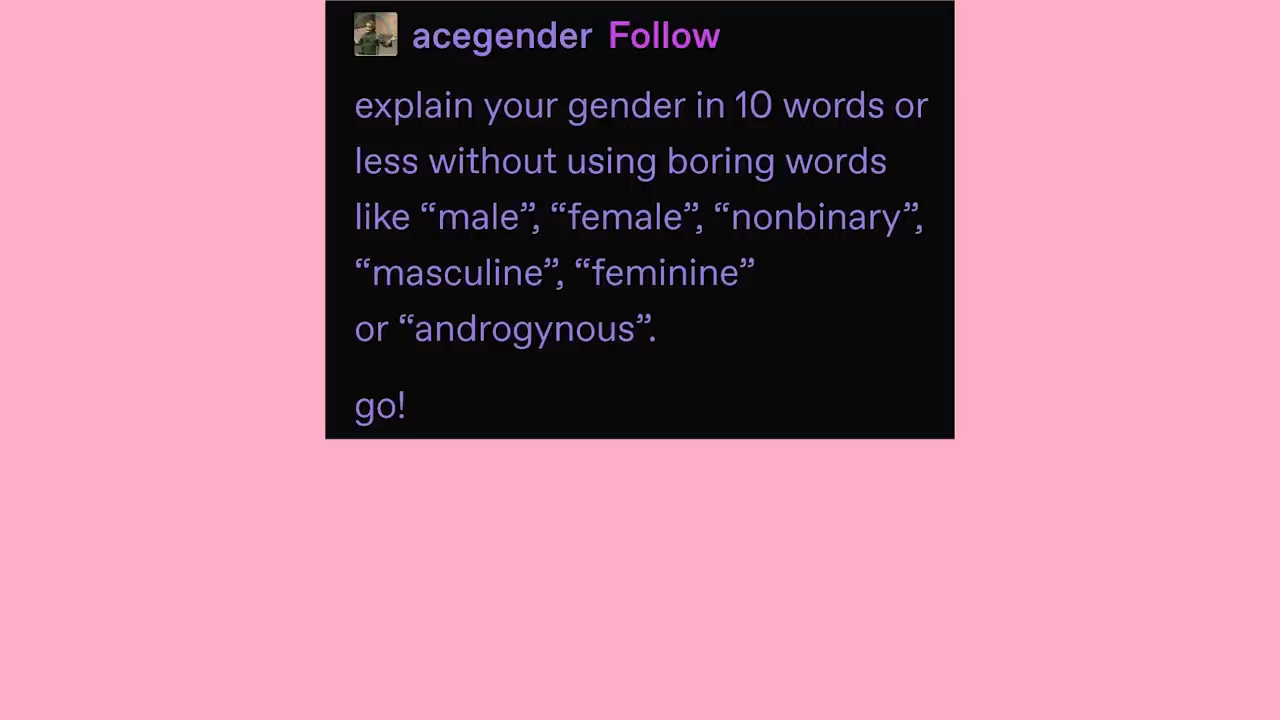 acegender Follow
explain your gender in 10 words or
less without using boring words
like “male”, “female”, “nonbinary”,
“masculine”, “feminine”
or “androgynous”.
go!